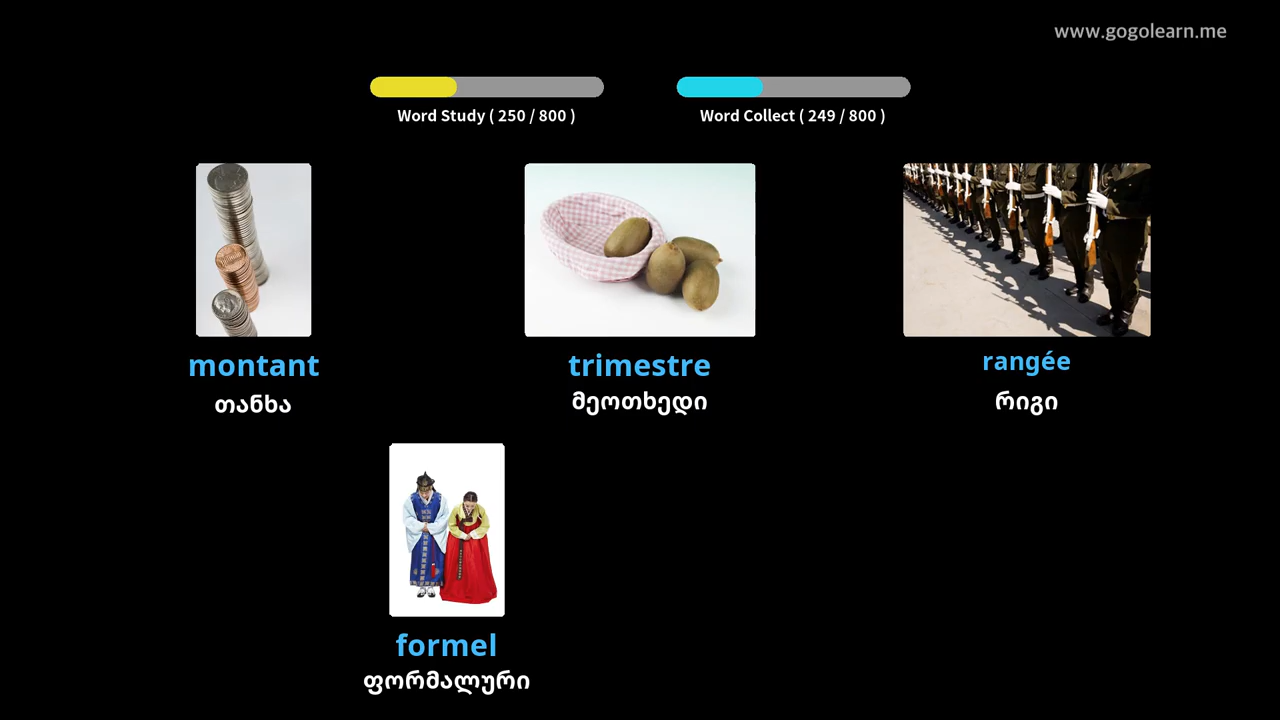 www.gogolearn.me
Word Study ( 250 / 800 )
Word Collect ( 249 / 800 )
montant
trimestre
rangée
თანხა
მეოთხედი
რიგი
formel
ფორმალური